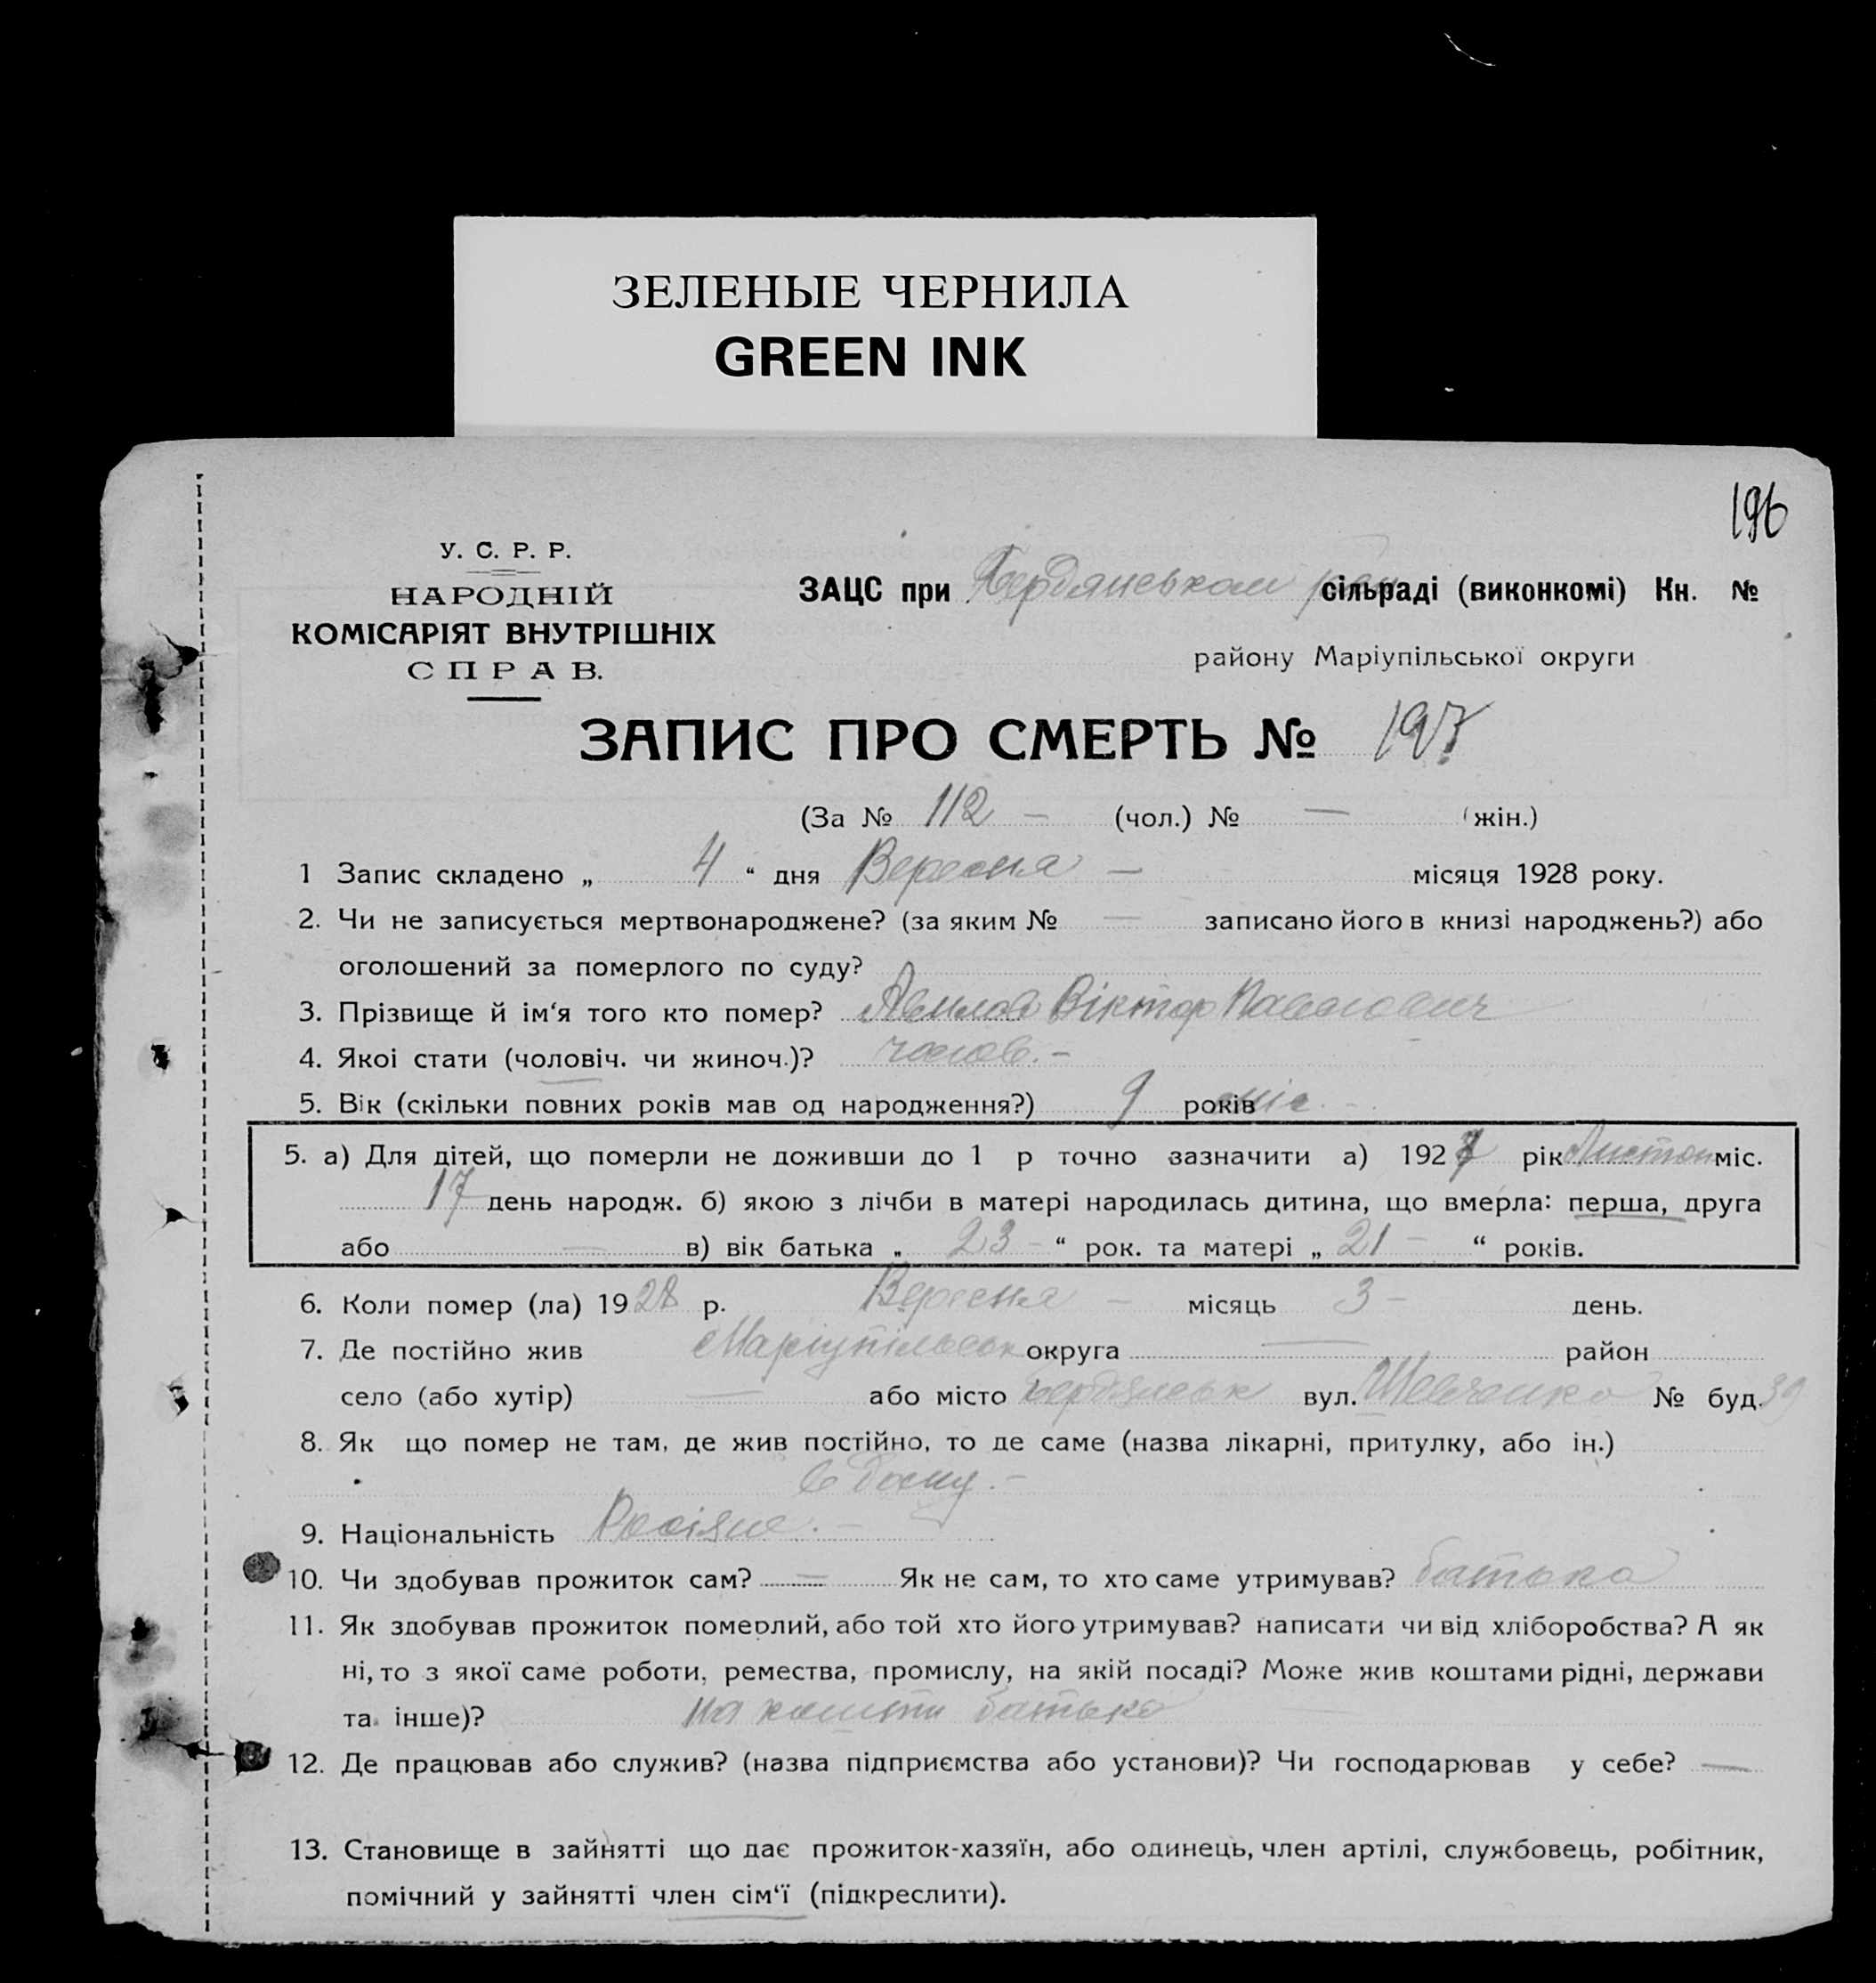 ЗЕЛЕНЫЕ ЧЕРНИЛА
GREEN INK
196
У. С. Р. Р.
НАРОДНІЙ
КОМІСАРІЯТ ВНУТРІШНІХ
СПРАВ.
ЗАЦС при Бердянськом рай сільраді (виконкомі) Кн. №
району Маріупільської округи
ЗАПИС ПРО СМЕРТЬ № 197
(За № 112 — (чол.) № — (жін.)
1 Запис складено „ 4 “ дня Вересня — місяця 1928 року.
2. Чи не записується мертвонароджене? (за яким № — записано його в книзі народжень?) або
оголошений за померлого по суду?
3. Прізвище й ім‘я того кто помер? Авилов Віктор Павлович
4. Якоі стати (чоловіч. чи жиноч.)? чолов. –
5. Вік (скільки повних років мав од народження?) 9 років міс. –
5. а) Для дітей, що померли не доживши до 1 р точно зазначити а) 1927 рік Листоп міс.
17 день народж. б) якою з лічби в матері народилась дитина, що вмерла: перша, друга
або — в) вік батька „ 23 – “ рок. та матері „ 21 – “ років.
6. Коли помер (ла) 1928 р. Вересня – місяць 3 – день.
7. Де постійно жив Маріупільськ округа — район
село (або хутір) — або місто Бердянськ вул. Шевченко № буд. 39
8. Як що помер не там, де жив постійно, то де саме (назва лікарні, притулку, або ін.)
в дому. –
9. Національність Росіяне. –
10. Чи здобував прожиток сам? — Як не сам, то хто саме утримував? батько
11. Як здобував прожиток померлий, або той хто його утримував? написати чи від хліборобства? А як
ні, то з якої саме роботи, ремества, промислу, на якій посаді? Може жив коштами рідні, держави
та інше)? на кошти батька
12. Де працював або служив? (назва підприємства або установи)? Чи господарював у себе? —
13. Становище в зайнятті що дає прожиток-хазяїн, або одинець, член артілі, службовець, робітник,
помічний у зайнятті член сім‘ї (підкреслити).